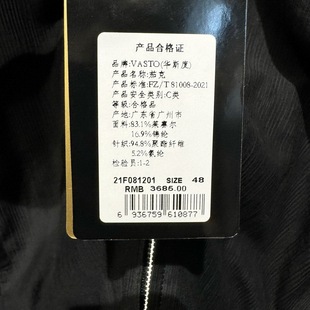 产品合格证
品牌:VASTO(华斯度)
产品名称:茄克
产品标准:FZ/T 81008-2021
产品安全类别:C类
等级:合格品
产地:广东省广州市
面料:83.1%莱赛尔
16.9%锦纶
针织:94.8%聚酯纤维
5.2%氨纶
检验员:1-2
21F081201 SIZE 48
RMB 3685.00
6 936759 610877 >